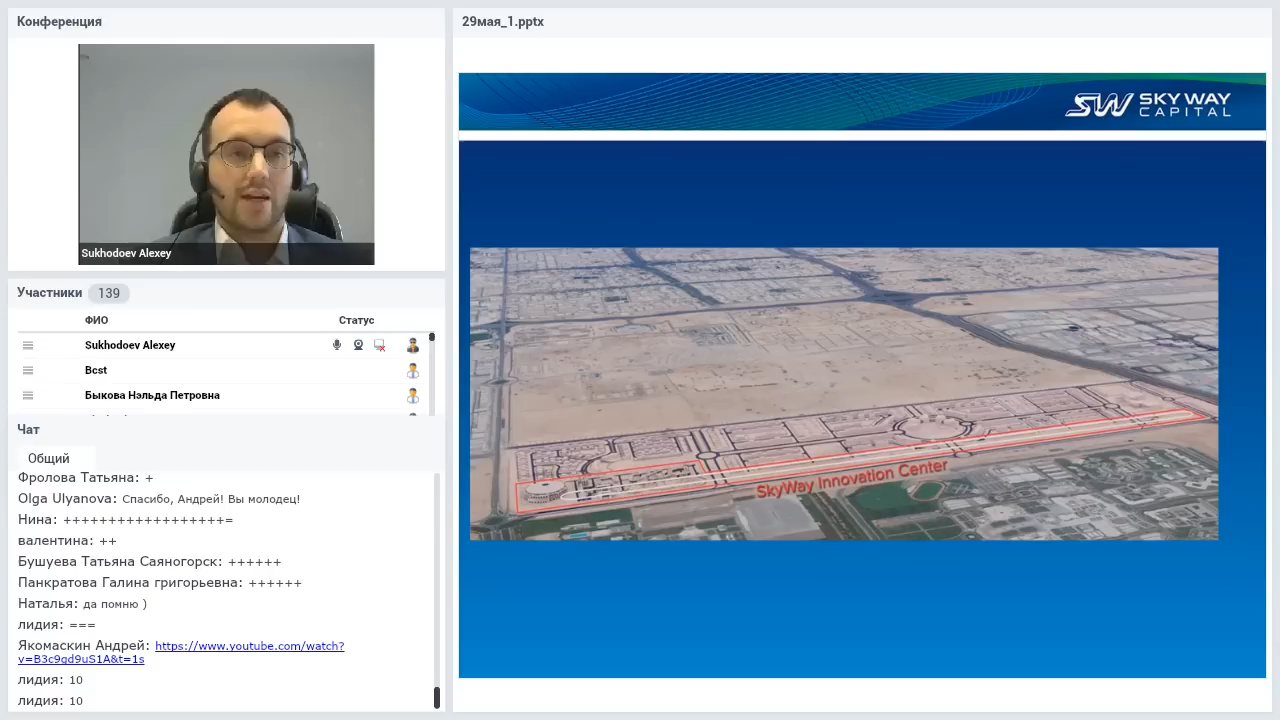 Конференция
Sukhodoev Alexey
Участники 139
ФИО Статус
Sukhodoev Alexey
Bcst
Быкова Нэльда Петровна
Чат
Общий
Фролова Татьяна: +
Olga Ulyanova: Спасибо, Андрей! Вы молодец!
Нина: ++++++++++++++++++=
валентина: ++
Бушуева Татьяна Саяногорск: ++++++
Панкратова Галина григорьевна: ++++++
Наталья: да помню )
лидия: ===
Якомаскин Андрей: https://www.youtube.com/watch?
v=B3c9gd9uS1A&t=1s
лидия: 10
лидия: 10
29мая_1.pptx
SW SKY WAY
CAPITAL
SkyWay Innovation Center